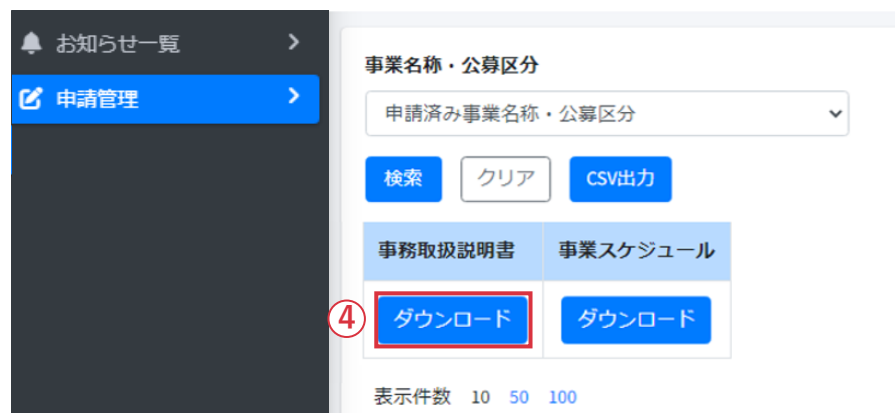 お知らせ一覧
申請管理
事業名称・公募区分
申請済み事業名称・公募区分
検索 クリア CSV出力
事務取扱説明書 事業スケジュール
④ ダウンロード ダウンロード
表示件数 10 50 100